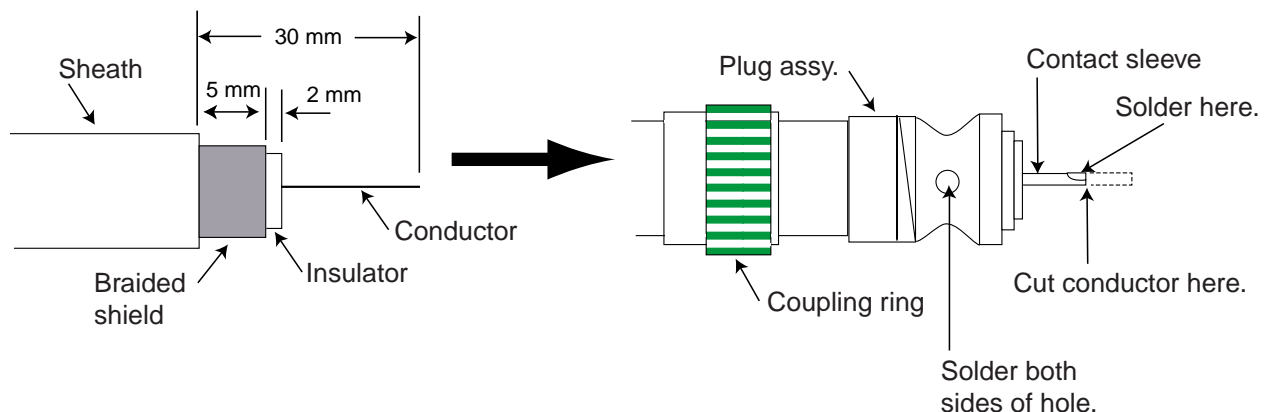 30 mm
Sheath
5 mm
2 mm
Conductor
Insulator
Braided
shield
Plug assy.
Contact sleeve
Solder here.
Coupling ring
Cut conductor here.
Solder both
sides of hole.